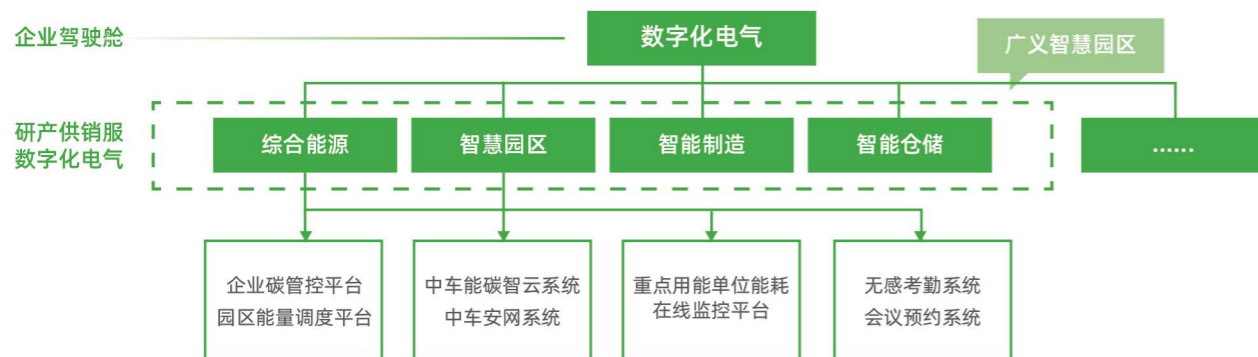 企业驾驶舱
数字化电气
广义智慧园区
研产供销服
数字化电气
综合能源
智慧园区
智能制造
智能仓储
......
企业碳管控平台
园区能量调度平台
中车能碳智云系统
中车安网系统
重点用能单位能耗
在线监控平台
无感考勤系统
会议预约系统